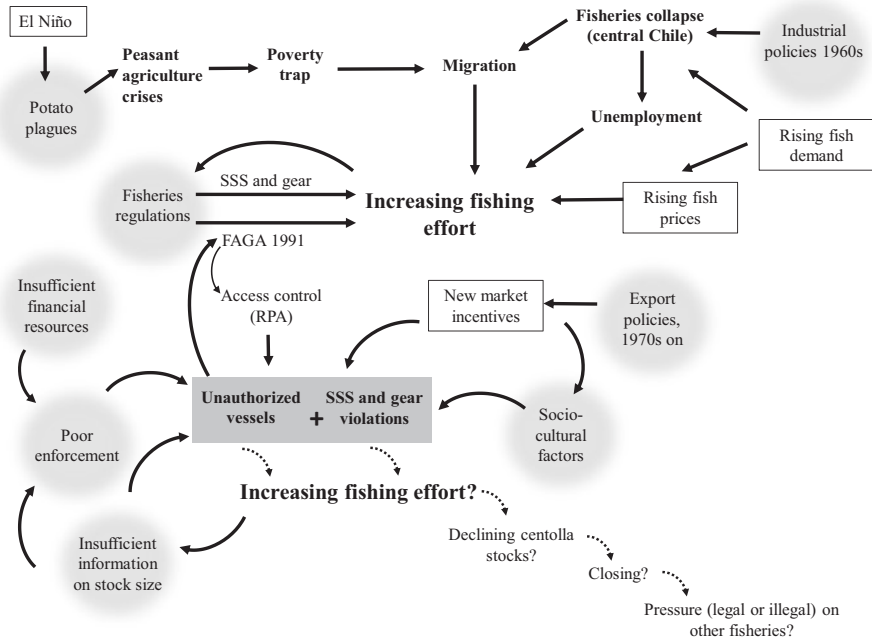 El Niño
Potato
plagues
Peasant
agriculture
crises
Poverty
trap
Migration
Fisheries collapse
(central Chile)
Industrial
policies 1960s
Unemployment
Rising fish
demand
Rising fish
prices
Fisheries
regulations
SSS and gear
FAGA 1991
Increasing fishing
effort
Access control
(RPA)
Insufficient
financial
resources
New market
incentives
Export
policies,
1970s on
Unauthorized
vessels
+
SSS and gear
violations
Socio-
cultural
factors
Poor
enforcement
Increasing fishing effort?
Insufficient
information
on stock size
Declining centolla
stocks?
Closing?
Pressure (legal or illegal) on
other fisheries?